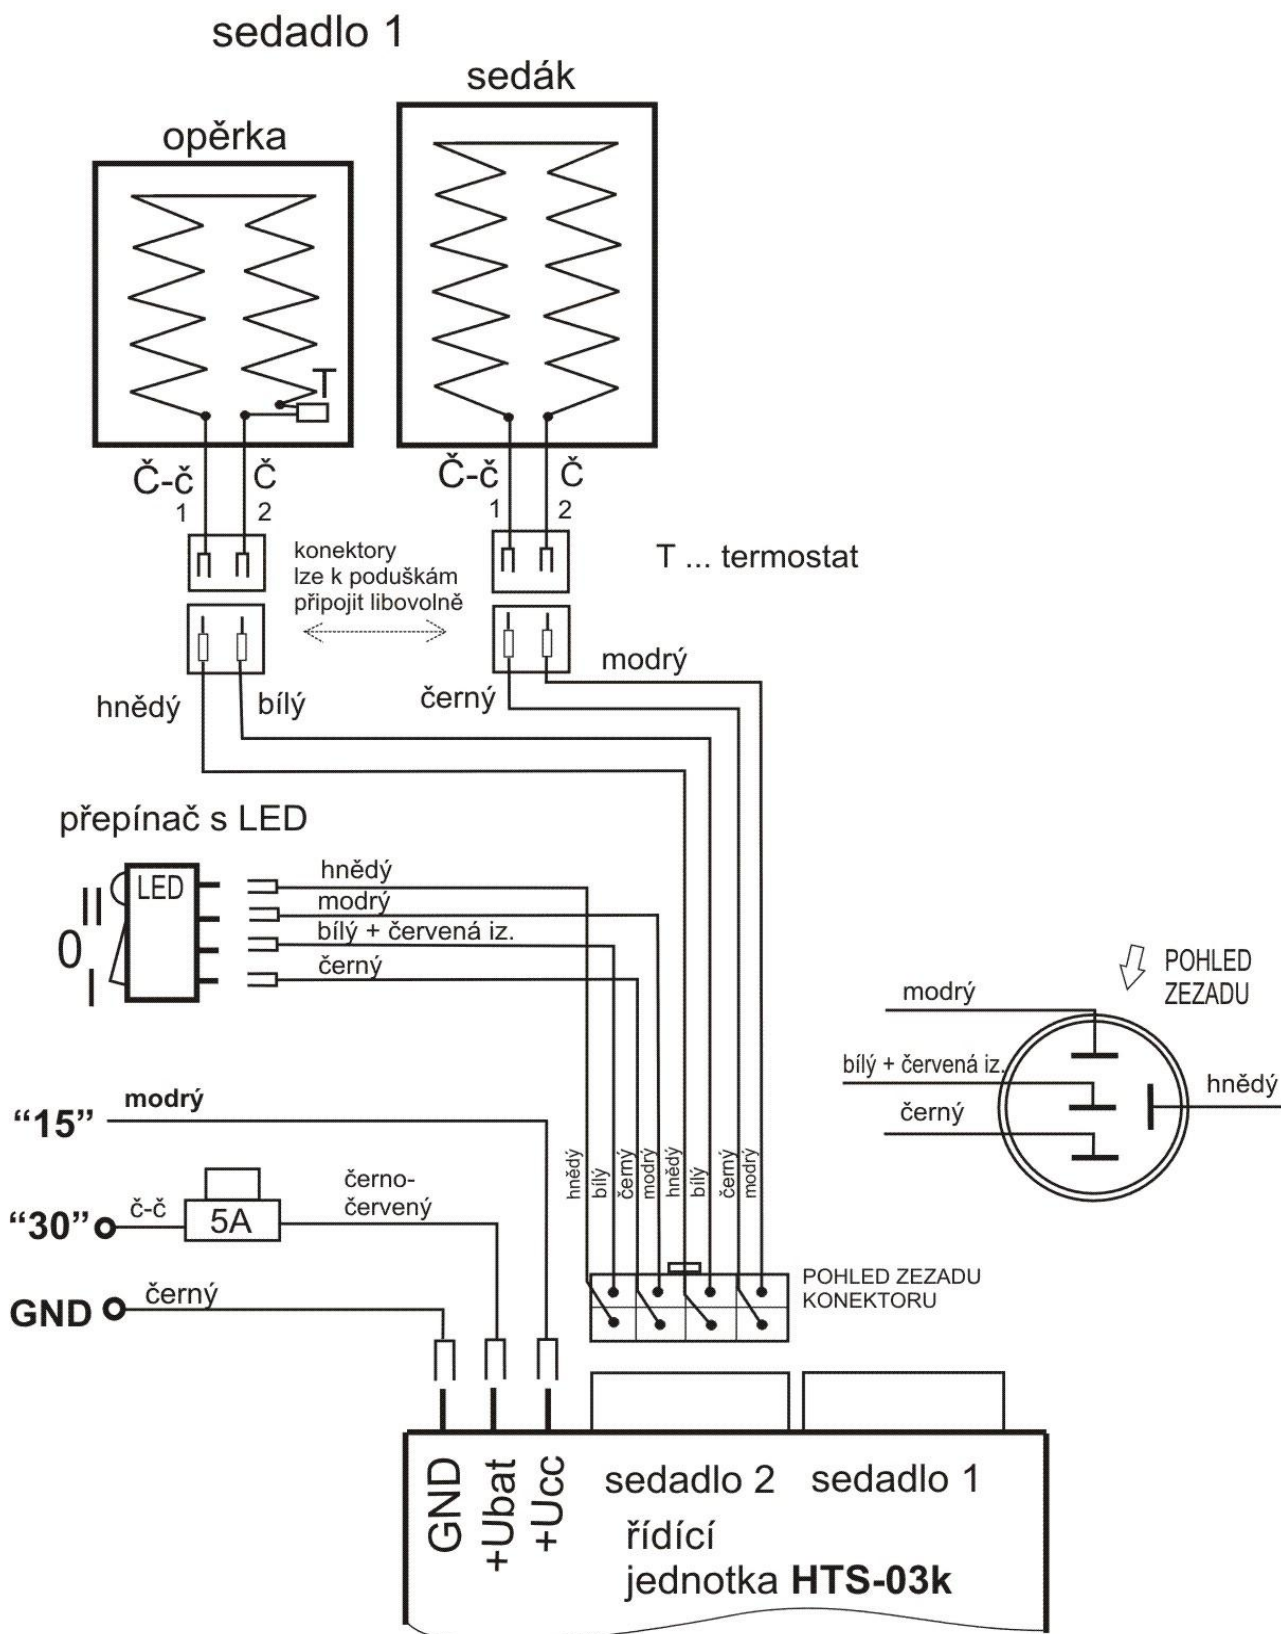 sedadlo 1
sedák
opěrka
T
Č-č
Č
1
2
Č-č
Č
1
2
konektory
lze k poduškám
připojit libovolně
T ... termostat
hnědý
bílý
černý
modrý
přepínač s LED
LED
II
0
I
hnědý
modrý
bílý + červená iz.
černý
POHLED
ZEZADU
modrý
bílý + červená iz.
černý
hnědý
“15”
modrý
“30”
č-č
5A
černo-
červený
GND
černý
hnědý
bílý
černý
modrý
hnědý
bílý
černý
modrý
POHLED ZEZADU
KONEKTORU
GND
+Ubat
+Ucc
sedadlo 2
sedadlo 1
řídící
jednotka HTS-03k